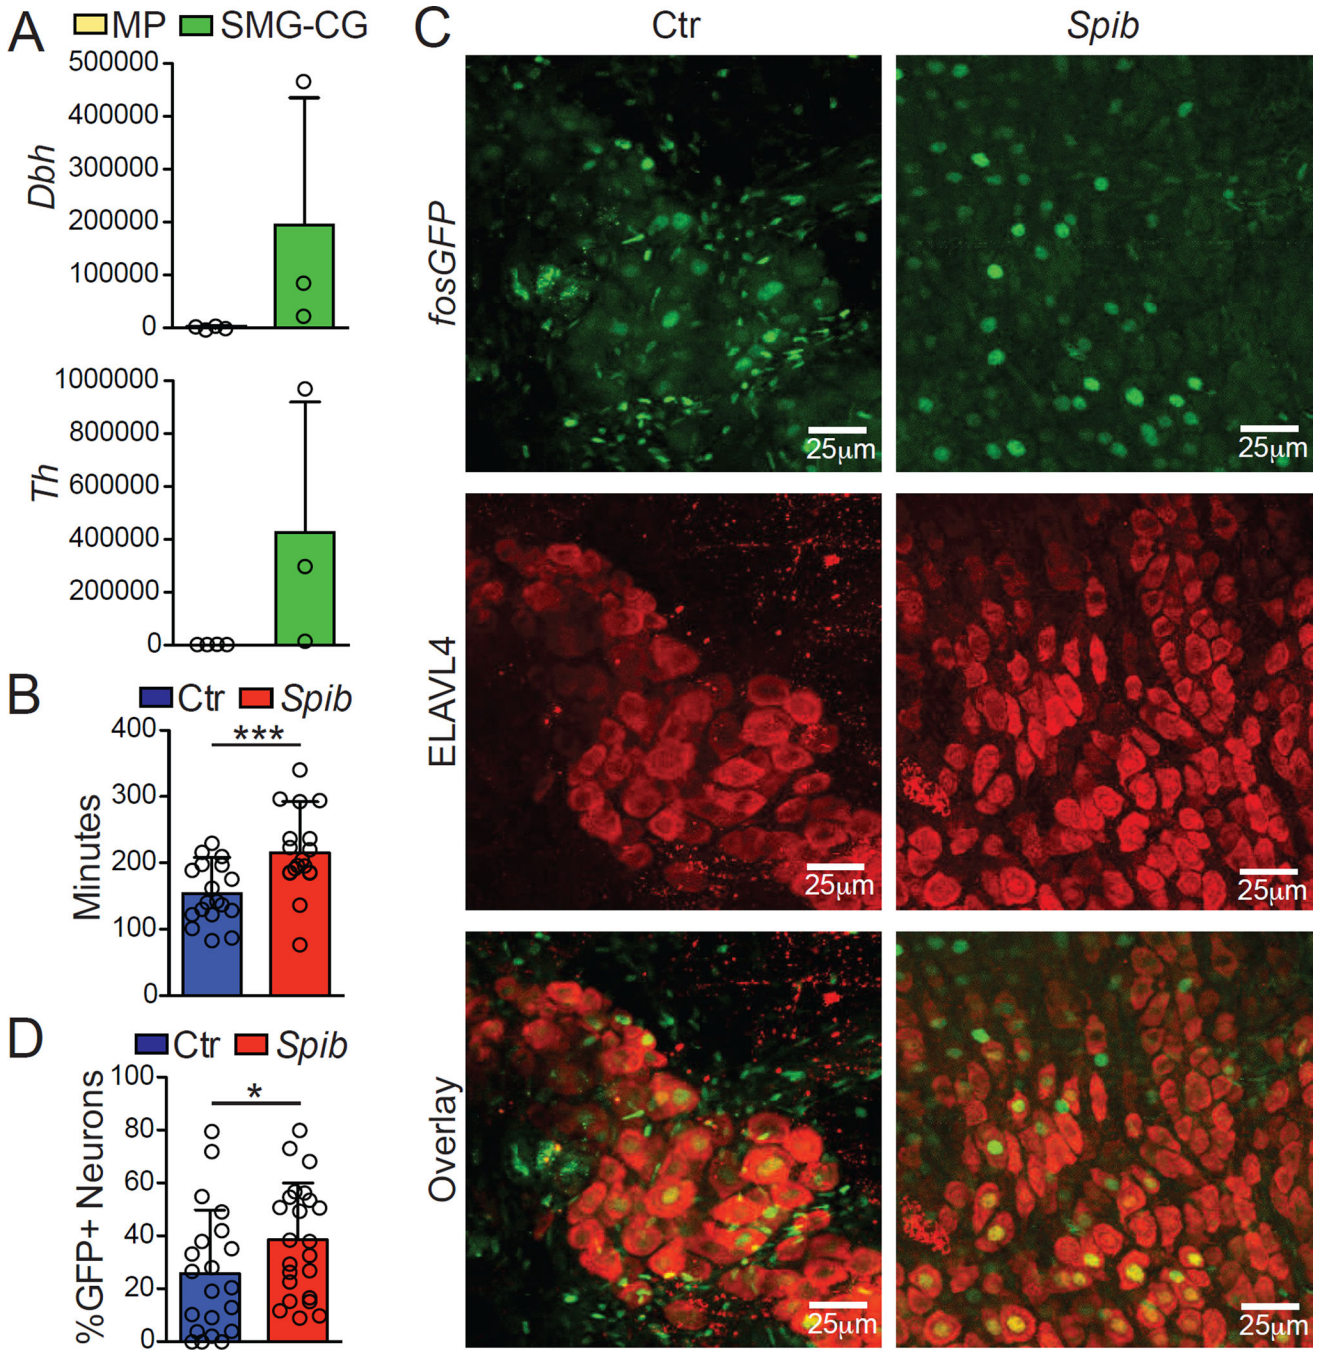 A
MP SMG-CG
500000
400000
300000
200000
100000
0
Dbh
1000000
800000
600000
400000
200000
0
Th
B
Ctr Spib
400
300
200
100
0
Minutes
***
D
Ctr Spib
100
80
60
40
20
0
%GFP+ Neurons
*
C
Ctr Spib
fosGFP
25μm 25μm
ELAVL4
25μm 25μm
Overlay
25μm 25μm